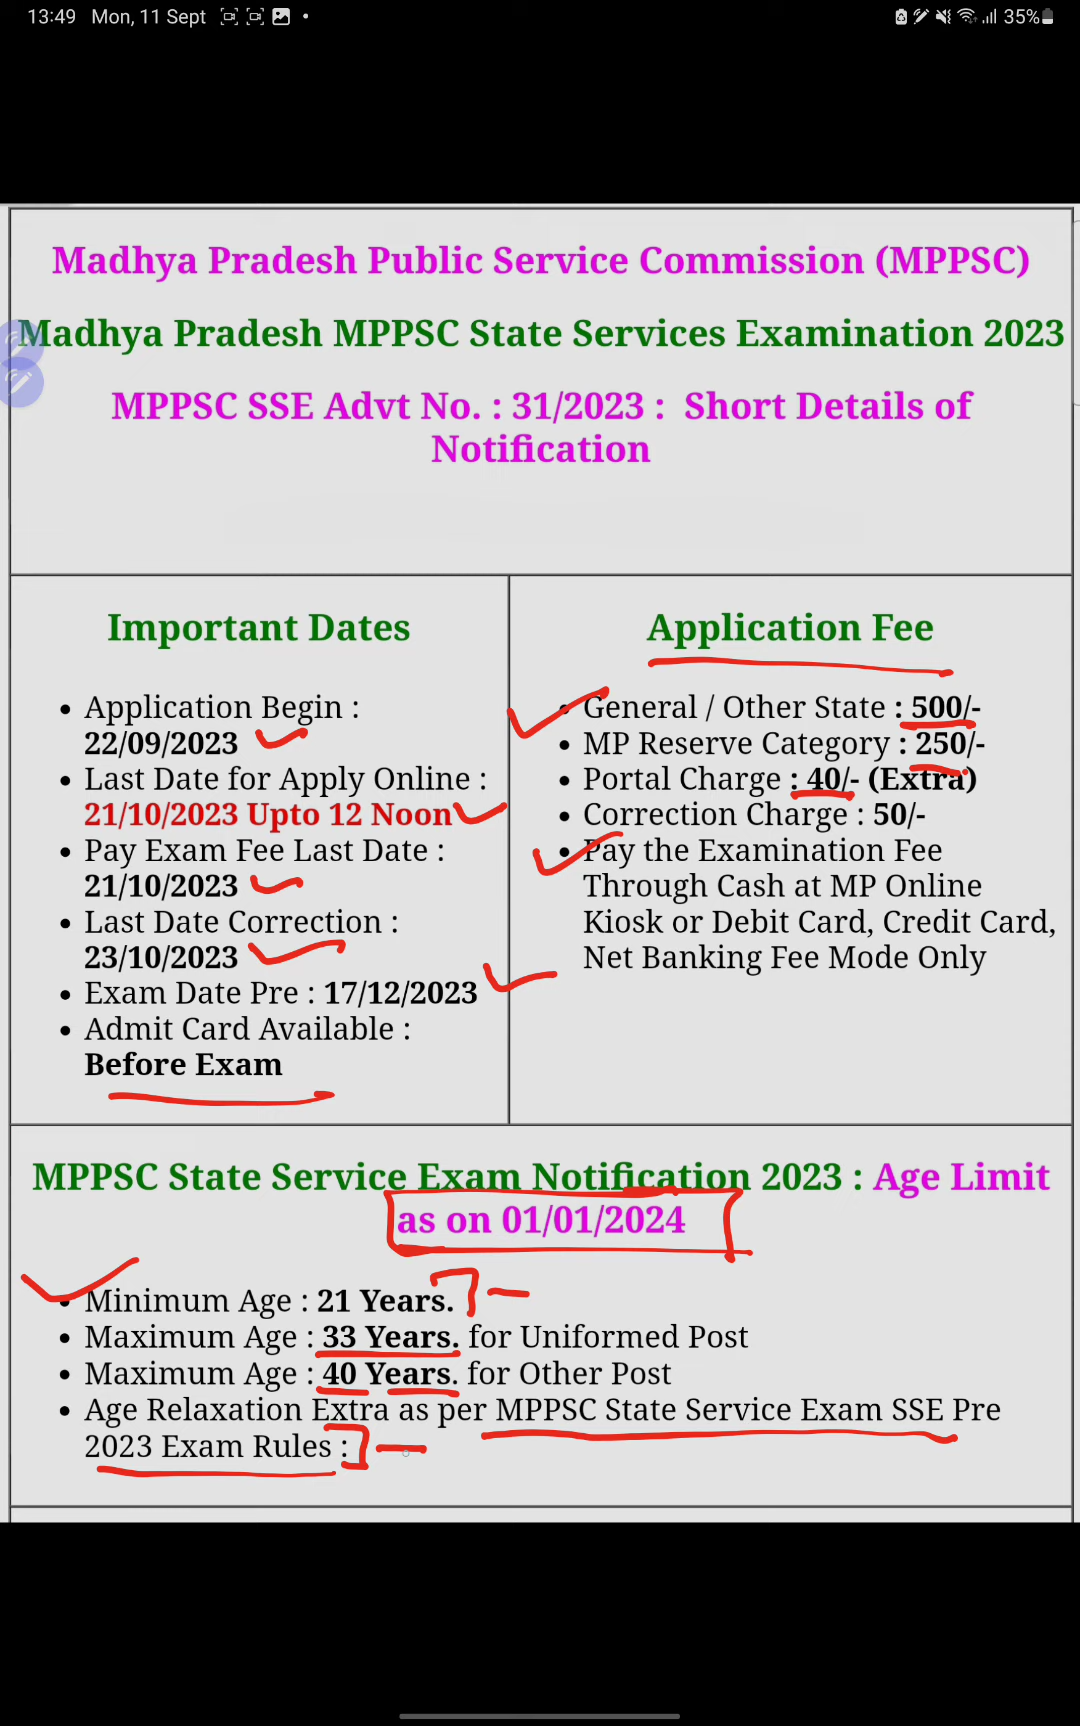 13:49 Mon, 11 Sept
35%
Madhya Pradesh Public Service Commission (MPPSC)
Madhya Pradesh MPPSC State Services Examination 2023
MPPSC SSE Advt No. : 31/2023 : Short Details of
Notification
Important Dates
Application Begin :
22/09/2023
Last Date for Apply Online :
21/10/2023 Upto 12 Noon
Pay Exam Fee Last Date :
21/10/2023
Last Date Correction :
23/10/2023
Exam Date Pre : 17/12/2023
Admit Card Available :
Before Exam
Application Fee
General / Other State : 500/-
MP Reserve Category : 250/-
Portal Charge : 40/- (Extra)
Correction Charge : 50/-
Pay the Examination Fee
Through Cash at MP Online
Kiosk or Debit Card, Credit Card,
Net Banking Fee Mode Only
MPPSC State Service Exam Notification 2023 : Age Limit
as on 01/01/2024
Minimum Age : 21 Years.
Maximum Age : 33 Years. for Uniformed Post
Maximum Age : 40 Years. for Other Post
Age Relaxation Extra as per MPPSC State Service Exam SSE Pre
2023 Exam Rules :